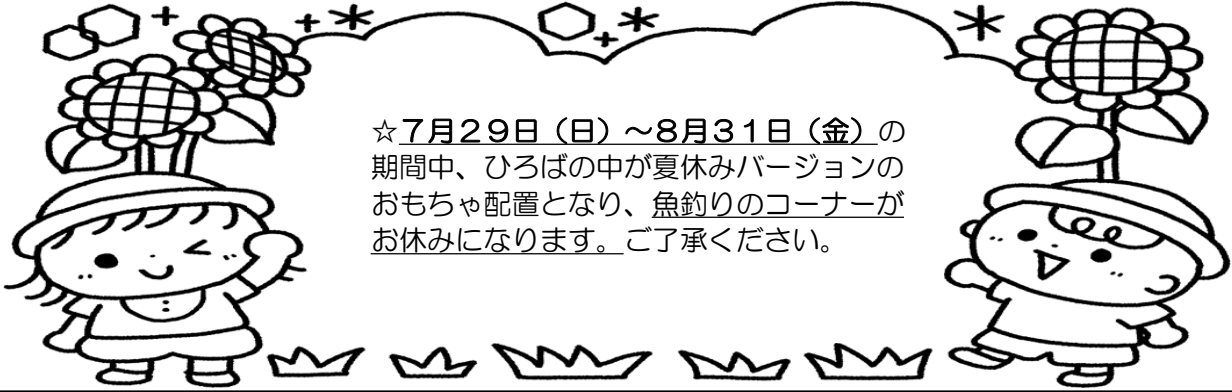 ☆７月２９日（日）～８月３１日（金）の
期間中、ひろばの中が夏休みバージョンの
おもちゃ配置となり、魚釣りのコーナーが
お休みになります。ご了承ください。